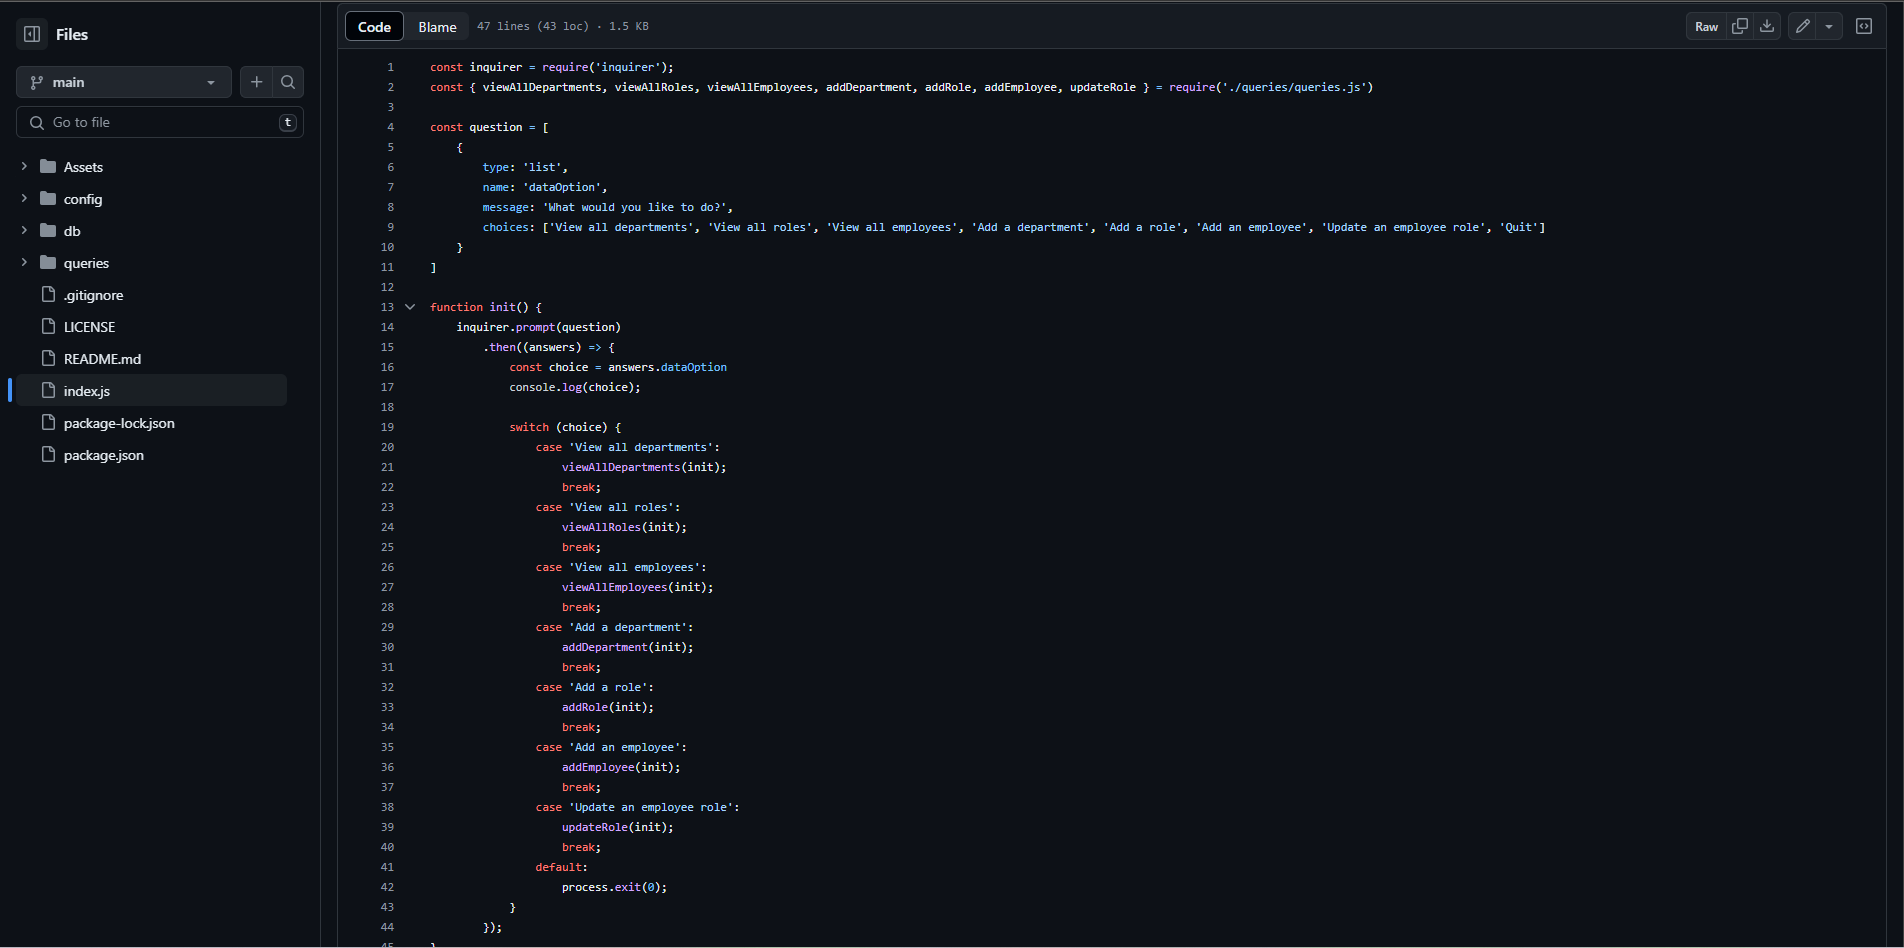 Files
main
Go to file
t
Assets
config
db
queries
.gitignore
LICENSE
README.md
index.js
package-lock.json
package.json
Code Blame 47 lines (43 loc) · 1.5 KB Raw
1 const inquirer = require('inquirer');
2 const { viewAllDepartments, viewAllRoles, viewAllEmployees, addDepartment, addRole, addEmployee, updateRole } = require('./queries/queries.js')
3
4 const question = [
5     {
6         type: 'list',
7         name: 'dataOption',
8         message: 'What would you like to do?',
9         choices: ['View all departments', 'View all roles', 'View all employees', 'Add a department', 'Add a role', 'Add an employee', 'Update an employee role', 'Quit']
10     }
11 ]
12
13 function init() {
14     inquirer.prompt(question)
15         .then((answers) => {
16             const choice = answers.dataOption
17             console.log(choice);
18
19             switch (choice) {
20                 case 'View all departments':
21                     viewAllDepartments(init);
22                     break;
23                 case 'View all roles':
24                     viewAllRoles(init);
25                     break;
26                 case 'View all employees':
27                     viewAllEmployees(init);
28                     break;
29                 case 'Add a department':
30                     addDepartment(init);
31                     break;
32                 case 'Add a role':
33                     addRole(init);
34                     break;
35                 case 'Add an employee':
36                     addEmployee(init);
37                     break;
38                 case 'Update an employee role':
39                     updateRole(init);
40                     break;
41                 default:
42                     process.exit(0);
43             }
44         });
45 }